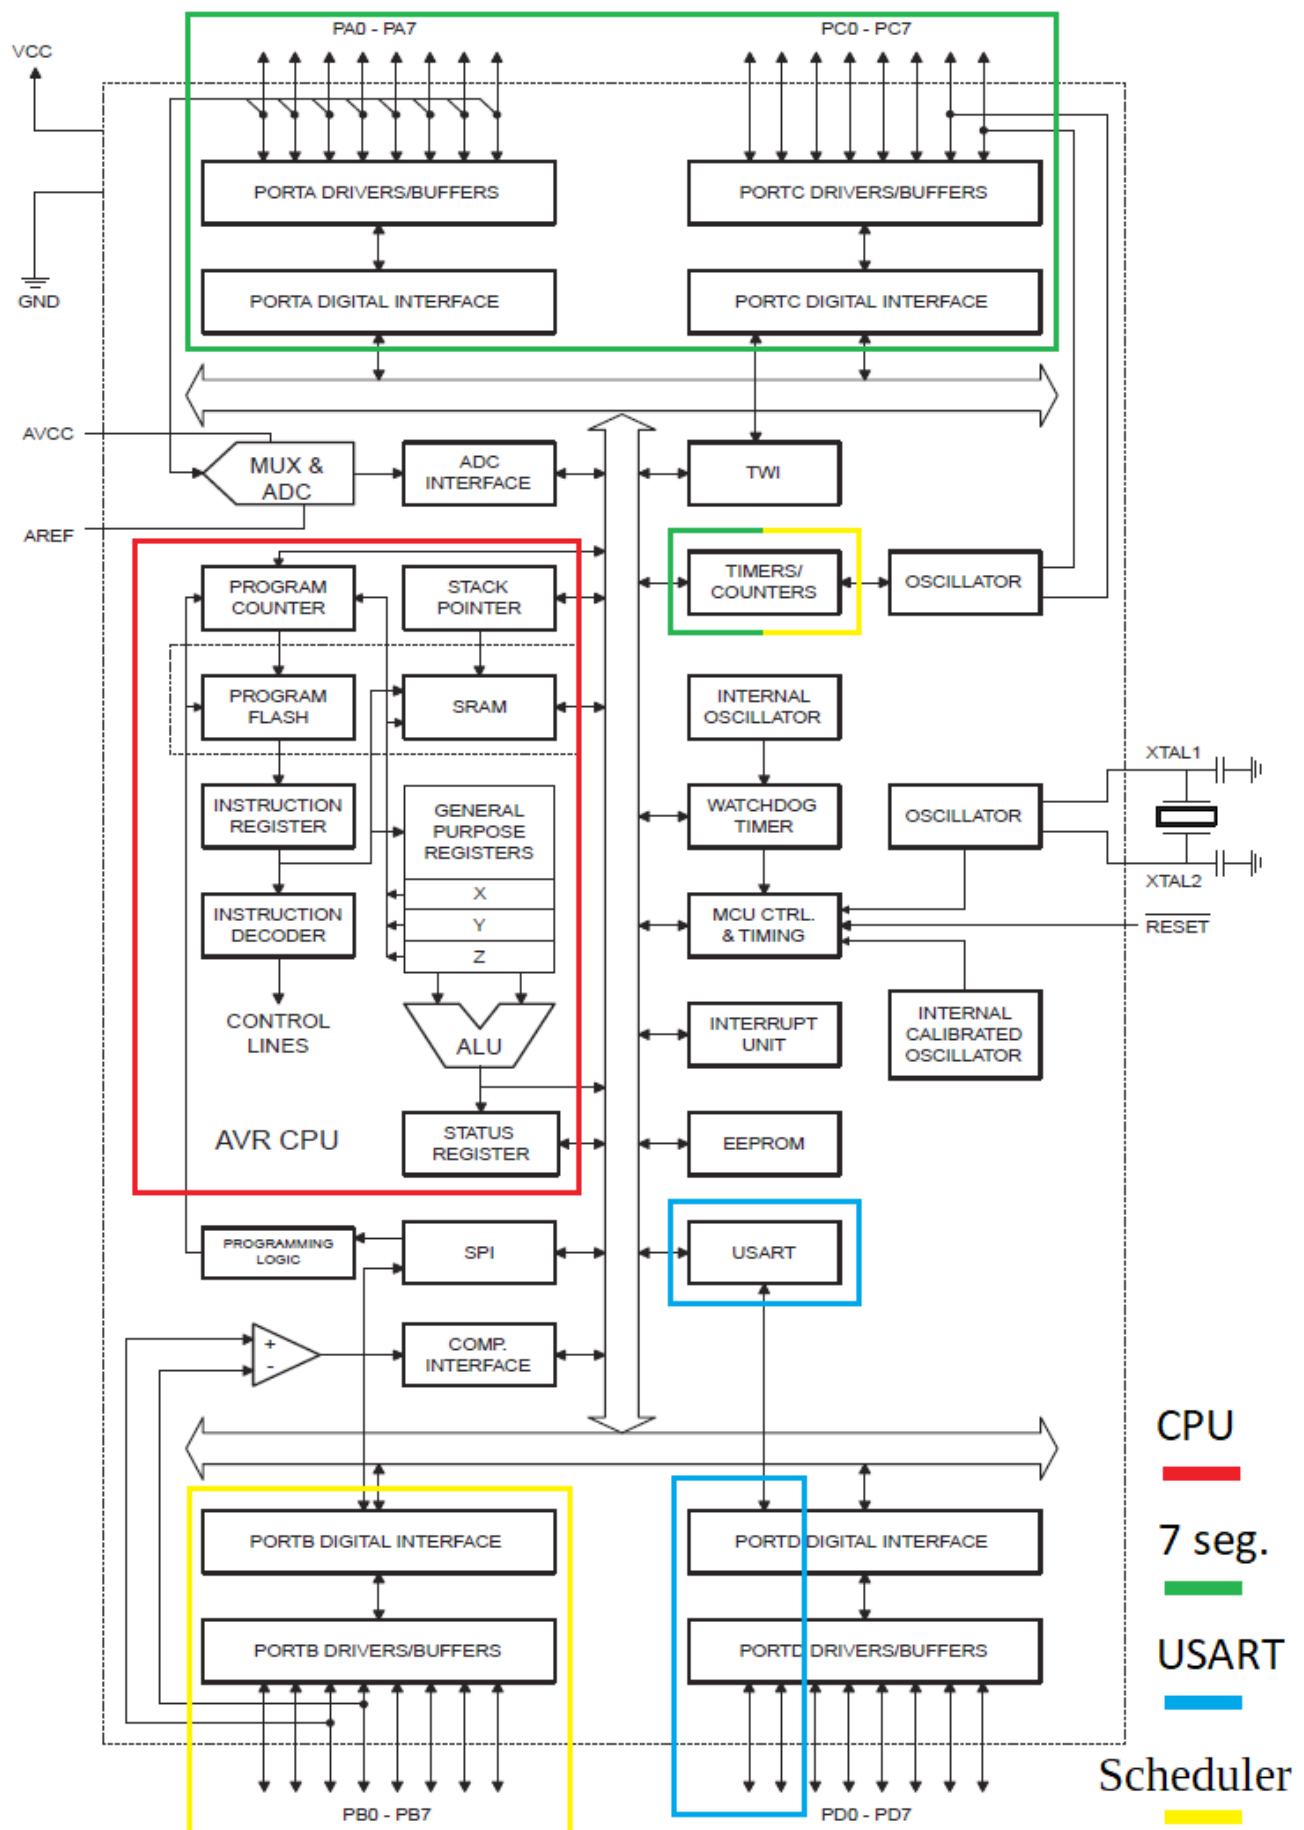 PA0 - PA7
PC0 - PC7
VCC
PORTA DRIVERS/BUFFERS
PORTC DRIVERS/BUFFERS
GND
PORTA DIGITAL INTERFACE
PORTC DIGITAL INTERFACE
AVCC
MUX &
ADC
ADC
INTERFACE
TWI
AREF
PROGRAM
COUNTER
STACK
POINTER
TIMERS/
COUNTERS
OSCILLATOR
PROGRAM
FLASH
SRAM
INTERNAL
OSCILLATOR
XTAL1
INSTRUCTION
REGISTER
GENERAL
PURPOSE
REGISTERS
WATCHDOG
TIMER
OSCILLATOR
XTAL2
X
INSTRUCTION
DECODER
Y
Z
MCU CTRL.
& TIMING
RESET
CONTROL
LINES
ALU
INTERRUPT
UNIT
INTERNAL
CALIBRATED
OSCILLATOR
AVR CPU
STATUS
REGISTER
EEPROM
PROGRAMMING
LOGIC
SPI
USART
+
-
COMP.
INTERFACE
CPU
PORTB DIGITAL INTERFACE
PORTD DIGITAL INTERFACE
7 seg.
PORTB DRIVERS/BUFFERS
PORTD DRIVERS/BUFFERS
USART
Scheduler
PB0 - PB7
PD0 - PD7